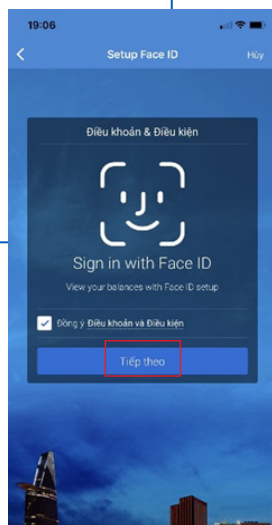 19:06
Setup Face ID
Hủy
Điều khoản & Điều kiện
Sign in with Face ID
View your balances with Face ID setup
Đồng ý Điều khoản và Điều kiện
Tiếp theo